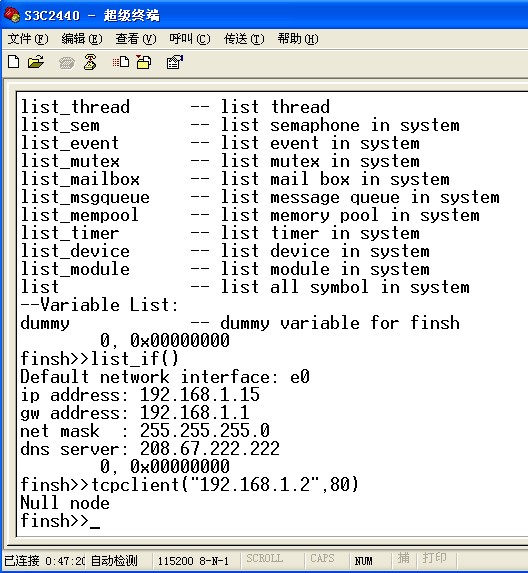 S3C2440 - 超级终端
文件(F) 编辑(E) 查看(V) 呼叫(C) 传送(T) 帮助(H)
list_thread -- list thread
list_sem -- list semaphone in system
list_event -- list event in system
list_mutex -- list mutex in system
list_mailbox -- list mail box in system
list_msgqueue -- list message queue in system
list_mempool -- list memory pool in system
list_timer -- list timer in system
list_device -- list device in system
list_module -- list module in system
list -- list all symbol in system
--Variable List:
dummy -- dummy variable for finsh
0, 0x00000000
finsh>>list_if()
Default network interface: e0
ip address: 192.168.1.15
gw address: 192.168.1.1
net mask  : 255.255.255.0
dns server: 208.67.222.222
0, 0x00000000
finsh>>tcpclient("192.168.1.2",80)
Null node
finsh>>_
已连接 0:47:20 自动检测 115200 8-N-1 SCROLL CAPS NUM 捕 打印